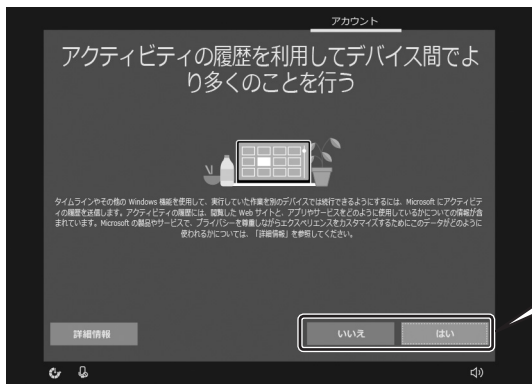 アカウント
アクティビティの履歴を利用してデバイス間でよ
り多くのことを行う
タイムラインやその他の Windows 機能を使用して、実行していた作業を別のデバイスでは続行できるようにするには、Microsoft にアクティビテ
ィの履歴を送信します。アクティビティの履歴には、閲覧した Web サイトと、アプリやサービスをどのように使用しているかについての情報が含
まれています。Microsoft の製品やサービスで、プライバシーを尊重しながらエクスペリエンスをカスタマイズするためにこのデータがどのように
使われるかについては、「詳細情報」を参照してください。
詳細情報
いいえ
はい